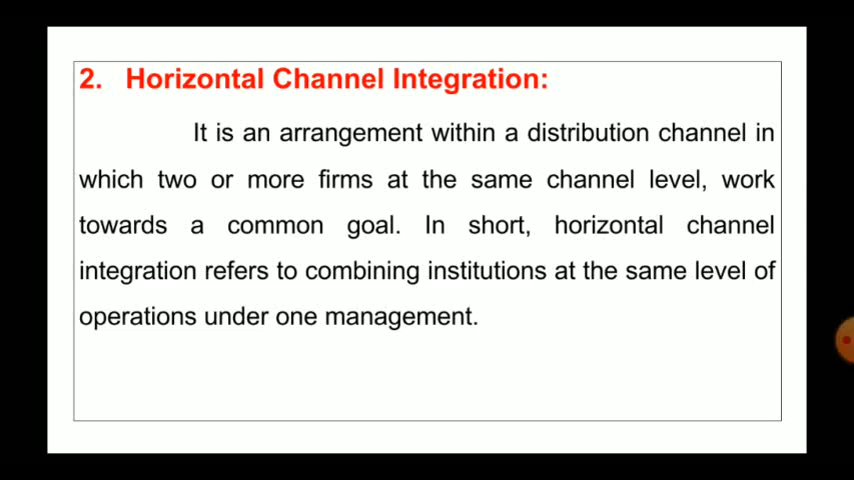 2. Horizontal Channel Integration:
It is an arrangement within a distribution channel in
which two or more firms at the same channel level, work
towards a common goal. In short, horizontal channel
integration refers to combining institutions at the same level of
operations under one management.